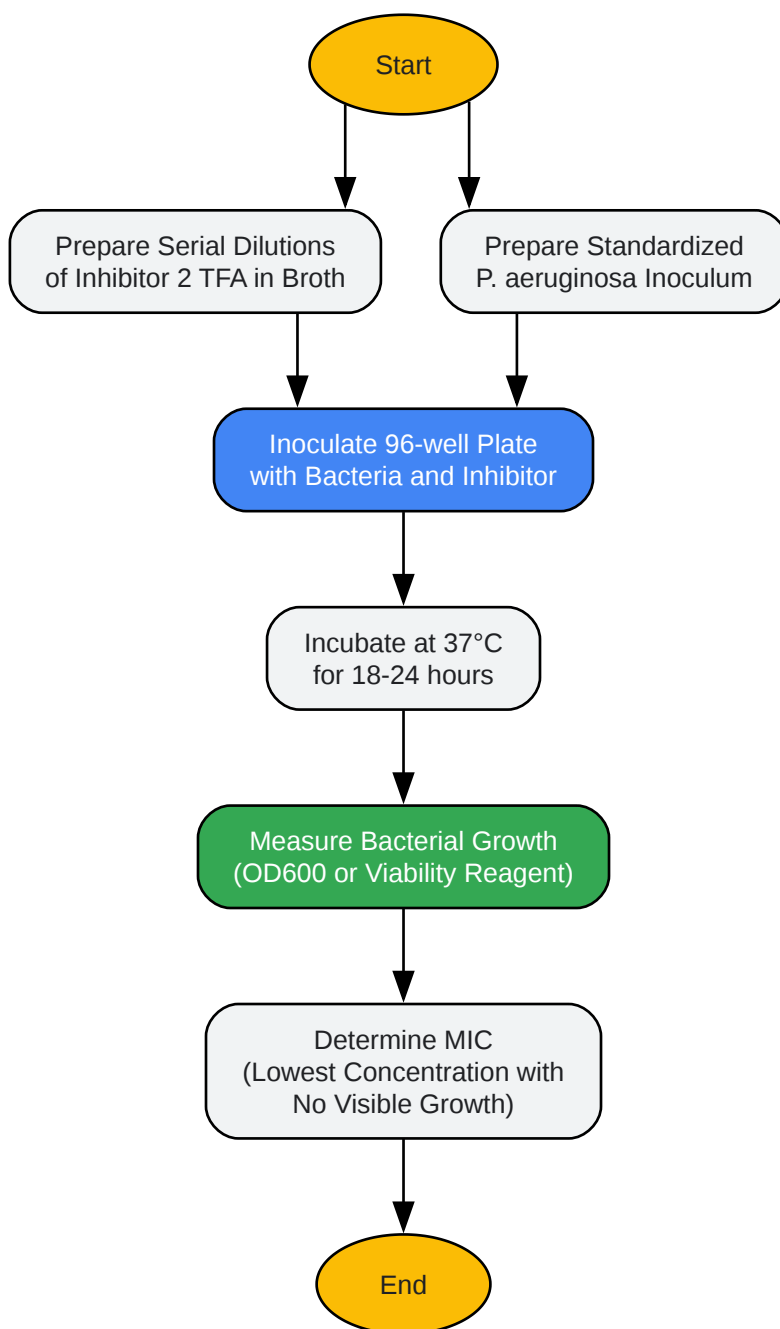 Start
Prepare Serial Dilutions
of Inhibitor 2 TFA in Broth
Prepare Standardized
P. aeruginosa Inoculum
Inoculate 96-well Plate
with Bacteria and Inhibitor
Incubate at 37°C
for 18-24 hours
Measure Bacterial Growth
(OD600 or Viability Reagent)
Determine MIC
(Lowest Concentration with
No Visible Growth)
End